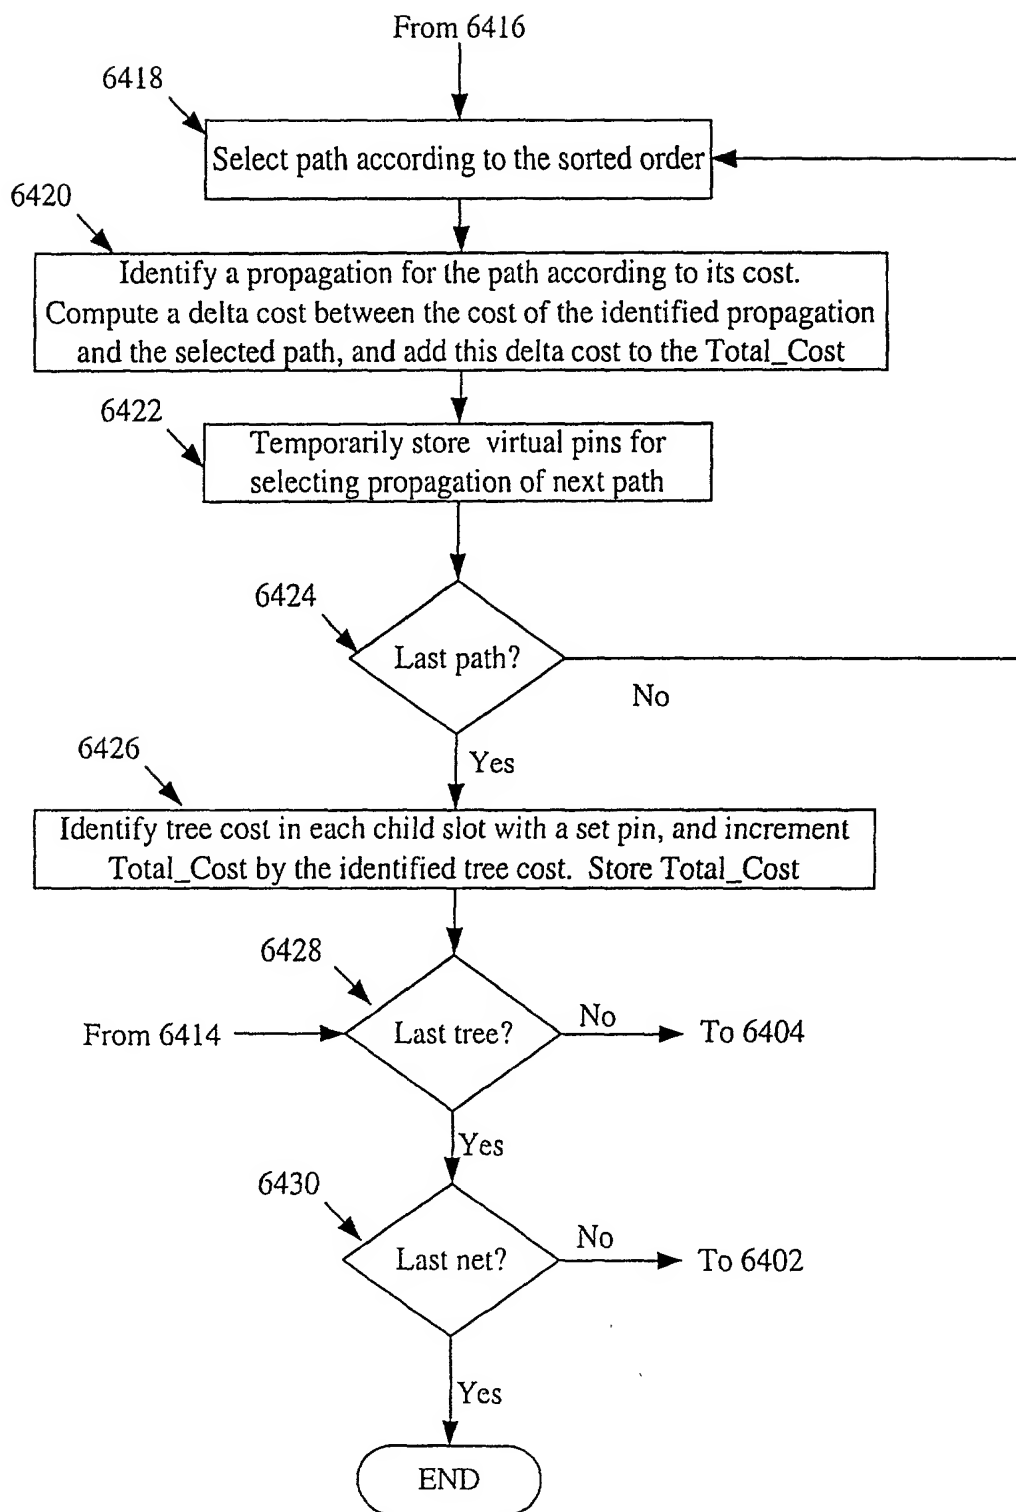 From 6416
6418
Select path according to the sorted order
6420
Identify a propagation for the path according to its cost.
Compute a delta cost between the cost of the identified propagation
and the selected path, and add this delta cost to the Total_Cost
6422
Temporarily store virtual pins for
selecting propagation of next path
6424
Last path?
No
Yes
6426
Identify tree cost in each child slot with a set pin, and increment
Total_Cost by the identified tree cost. Store Total_Cost
6428
From 6414
Last tree?
No
To 6404
Yes
6430
Last net?
No
To 6402
Yes
END